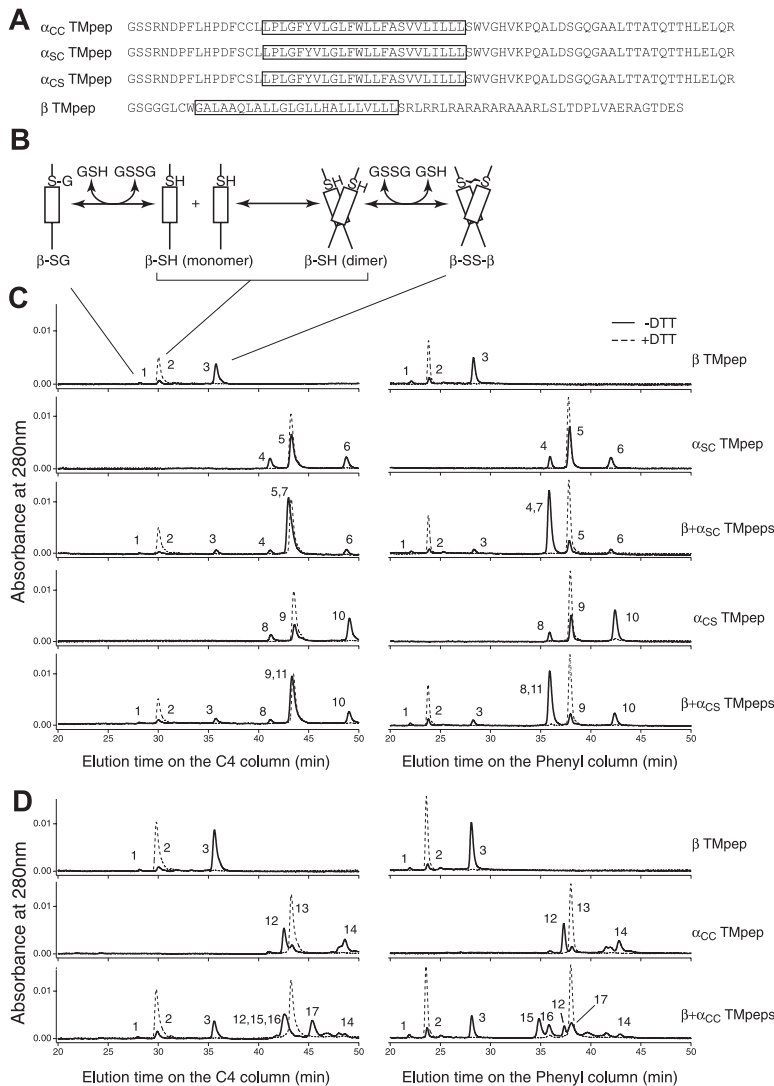 A
αCC TMpep GSSRNDPFLHPDFCCLLPLGFYVLGLFWLLFASVVLILLLSWVGHVKPQALDSGQGAALTTATQTTHLELQR
αSC TMpep GSSRNDPFLHPDFSCLLPLGFYVLGLFWLLFASVVLILLLSWVGHVKPQALDSGQGAALTTATQTTHLELQR
αCS TMpep GSSRNDPFLHPDFCSLLPLGFYVLGLFWLLFASVVLILLLSWVGHVKPQALDSGQGAALTTATQTTHLELQR
β TMpep GSGGGLCWGALAAQLALLGLGLLHALLLVLLLSRLRRLRARARARAAARLSLTDPLVAERAGTDES
B
GSH GSSG GSSG GSH
S-G SH + SH SH SH S S
β-SG β-SH (monomer) β-SH (dimer) β-SS-β
C
-DTT
+DTT
0.01
0.00
1 2 3
1 2 3
β TMpep
0.01
0.00
4 5 6
4 5 6
αSC TMpep
0.01
0.00
1 2 3 4 5,7 6
1 2 3 4,7 5 6
β+αSC TMpeps
0.01
0.00
8 9 10
8 9 10
αCS TMpep
0.01
0.00
1 2 3 8 9,11 10
1 2 3 8,11 9 10
β+αCS TMpeps
20 25 30 35 40 45 50
20 25 30 35 40 45 50
Absorbance at 280nm
Elution time on the C4 column (min)
Elution time on the Phenyl column (min)
D
0.01
0.00
1 2 3
1 2 3
β TMpep
0.01
0.00
12 13 14
12 13 14
αCC TMpep
0.01
0.00
1 2 3 12,15,16 17 14
1 2 3 15 16 12 17 14
β+αCC TMpeps
20 25 30 35 40 45 50
20 25 30 35 40 45 50
Absorbance at 280nm
Elution time on the C4 column (min)
Elution time on the Phenyl column (min)